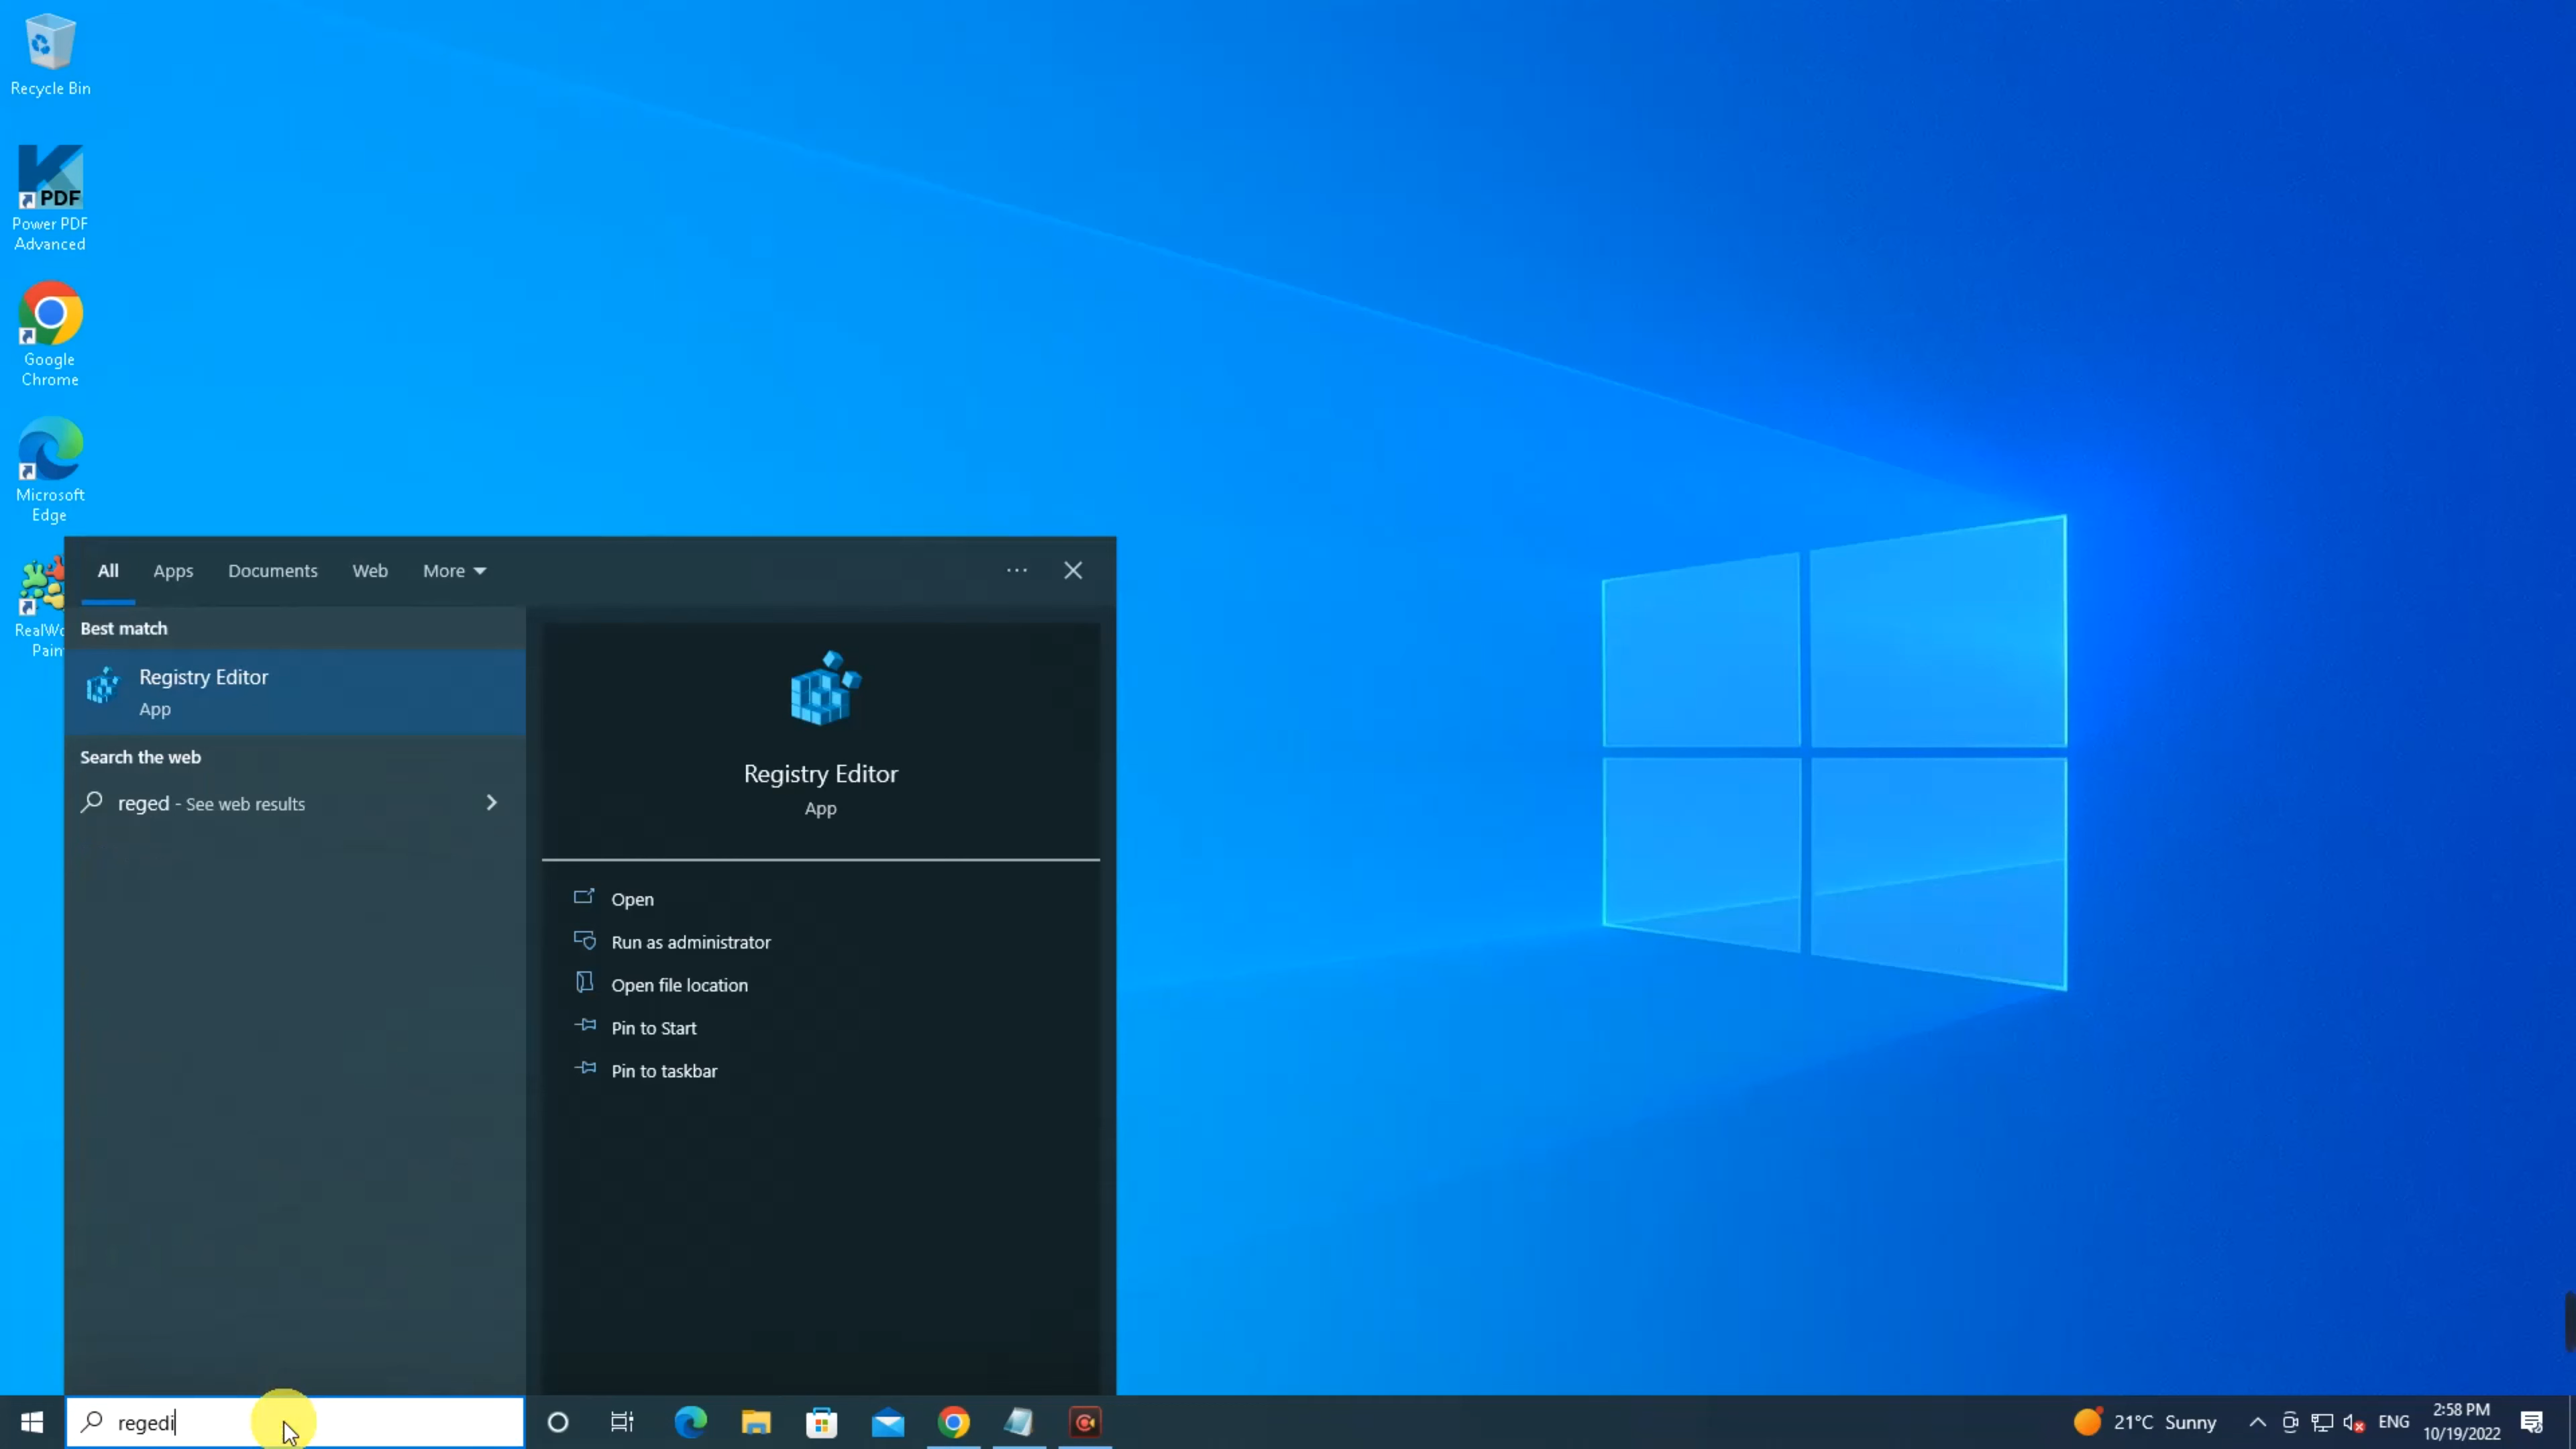 Recycle Bin
PDF
Power PDF
Advanced
Google
Chrome
Microsoft
Edge
All
Apps
Documents
Web
More
Best match
Registry Editor
App
Search the web
reged - See web results
Registry Editor
App
Open
Run as administrator
Open file location
Pin to Start
Pin to taskbar
regedi
21°C Sunny
ENG
2:58 PM
10/19/2022